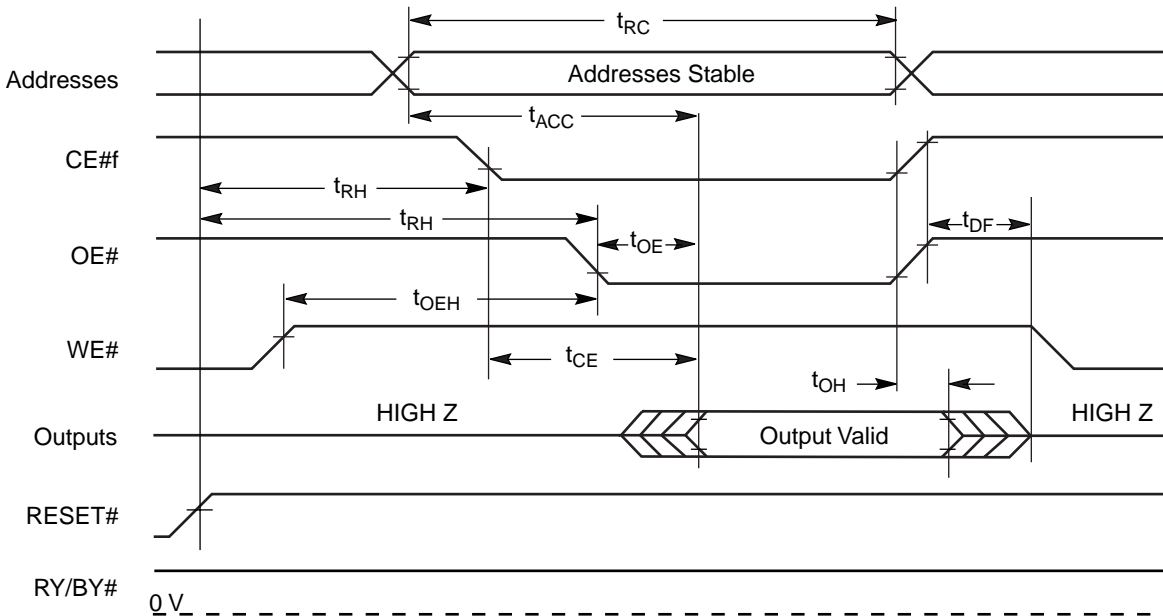 tRC
Addresses
Addresses Stable
tACC
CE#f
tRH
tRH
tDF
OE#
tOE
tOEH
WE#
tCE
tOH
HIGH Z
HIGH Z
Outputs
Output Valid
RESET#
RY/BY#
0 V